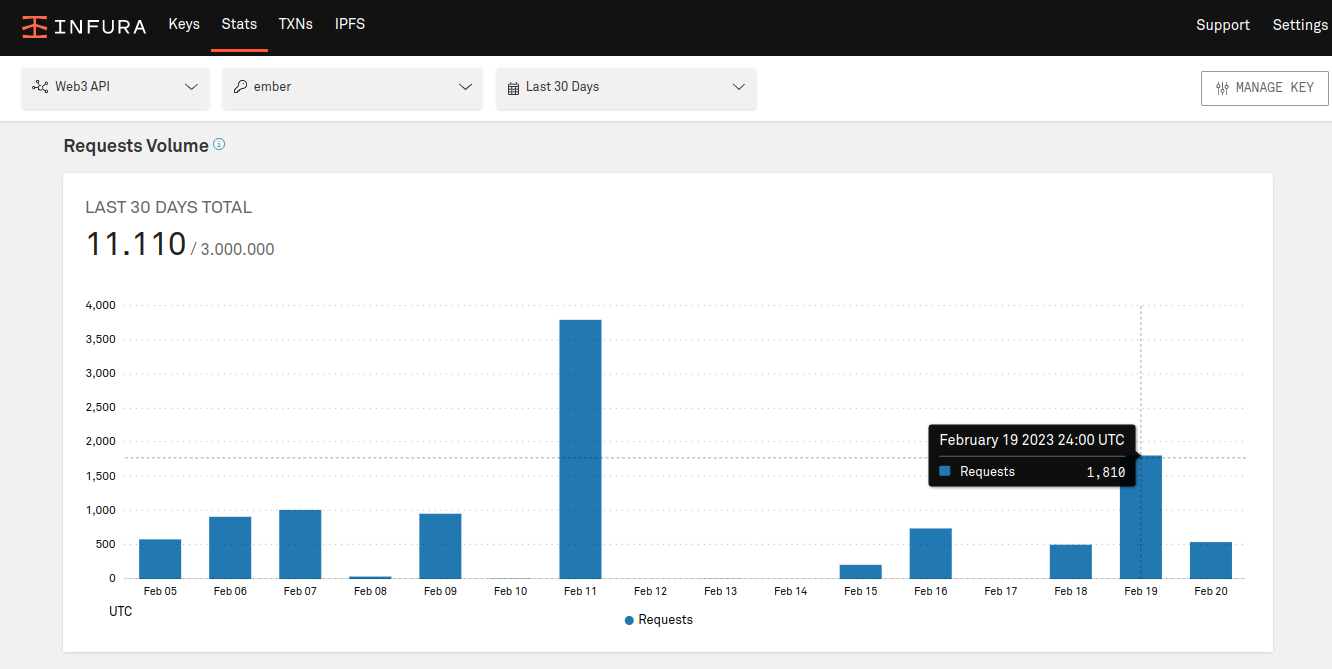 INFURA Keys Stats TXNs IPFS Support Settings
Web3 API ember Last 30 Days MANAGE KEY
Requests Volume
LAST 30 DAYS TOTAL
11.110 / 3.000.000
4,000
3,500
3,000
2,500
2,000
1,500
1,000
500
0
February 19 2023 24:00 UTC
Requests 1,810
Feb 05 Feb 06 Feb 07 Feb 08 Feb 09 Feb 10 Feb 11 Feb 12 Feb 13 Feb 14 Feb 15 Feb 16 Feb 17 Feb 18 Feb 19 Feb 20
UTC
Requests